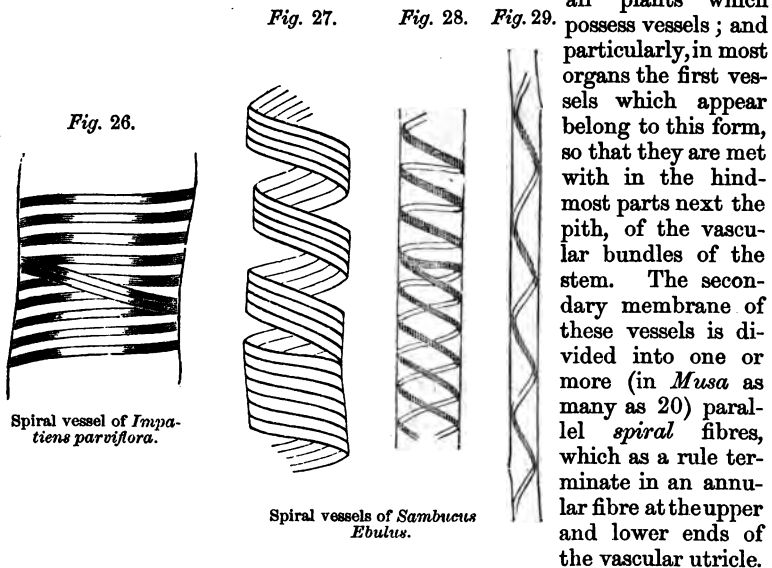 Fig. 27.
Fig. 28.
Fig. 29.
Fig. 26.
Spiral vessel of Impa-
tiens parviflora.
Spiral vessels of Sambucus
Ebulus.
all plants which
possess vessels; and
particularly, in most
organs the first ves-
sels which appear
belong to this form,
so that they are met
with in the hind-
most parts next the
pith, of the vascu-
lar bundles of the
stem. The secon-
dary membrane of
these vessels is di-
vided into one or
more (in Musa as
many as 20) paral-
lel spiral fibres,
which as a rule ter-
minate in an annu-
lar fibre at the upper
and lower ends of
the vascular utricle.